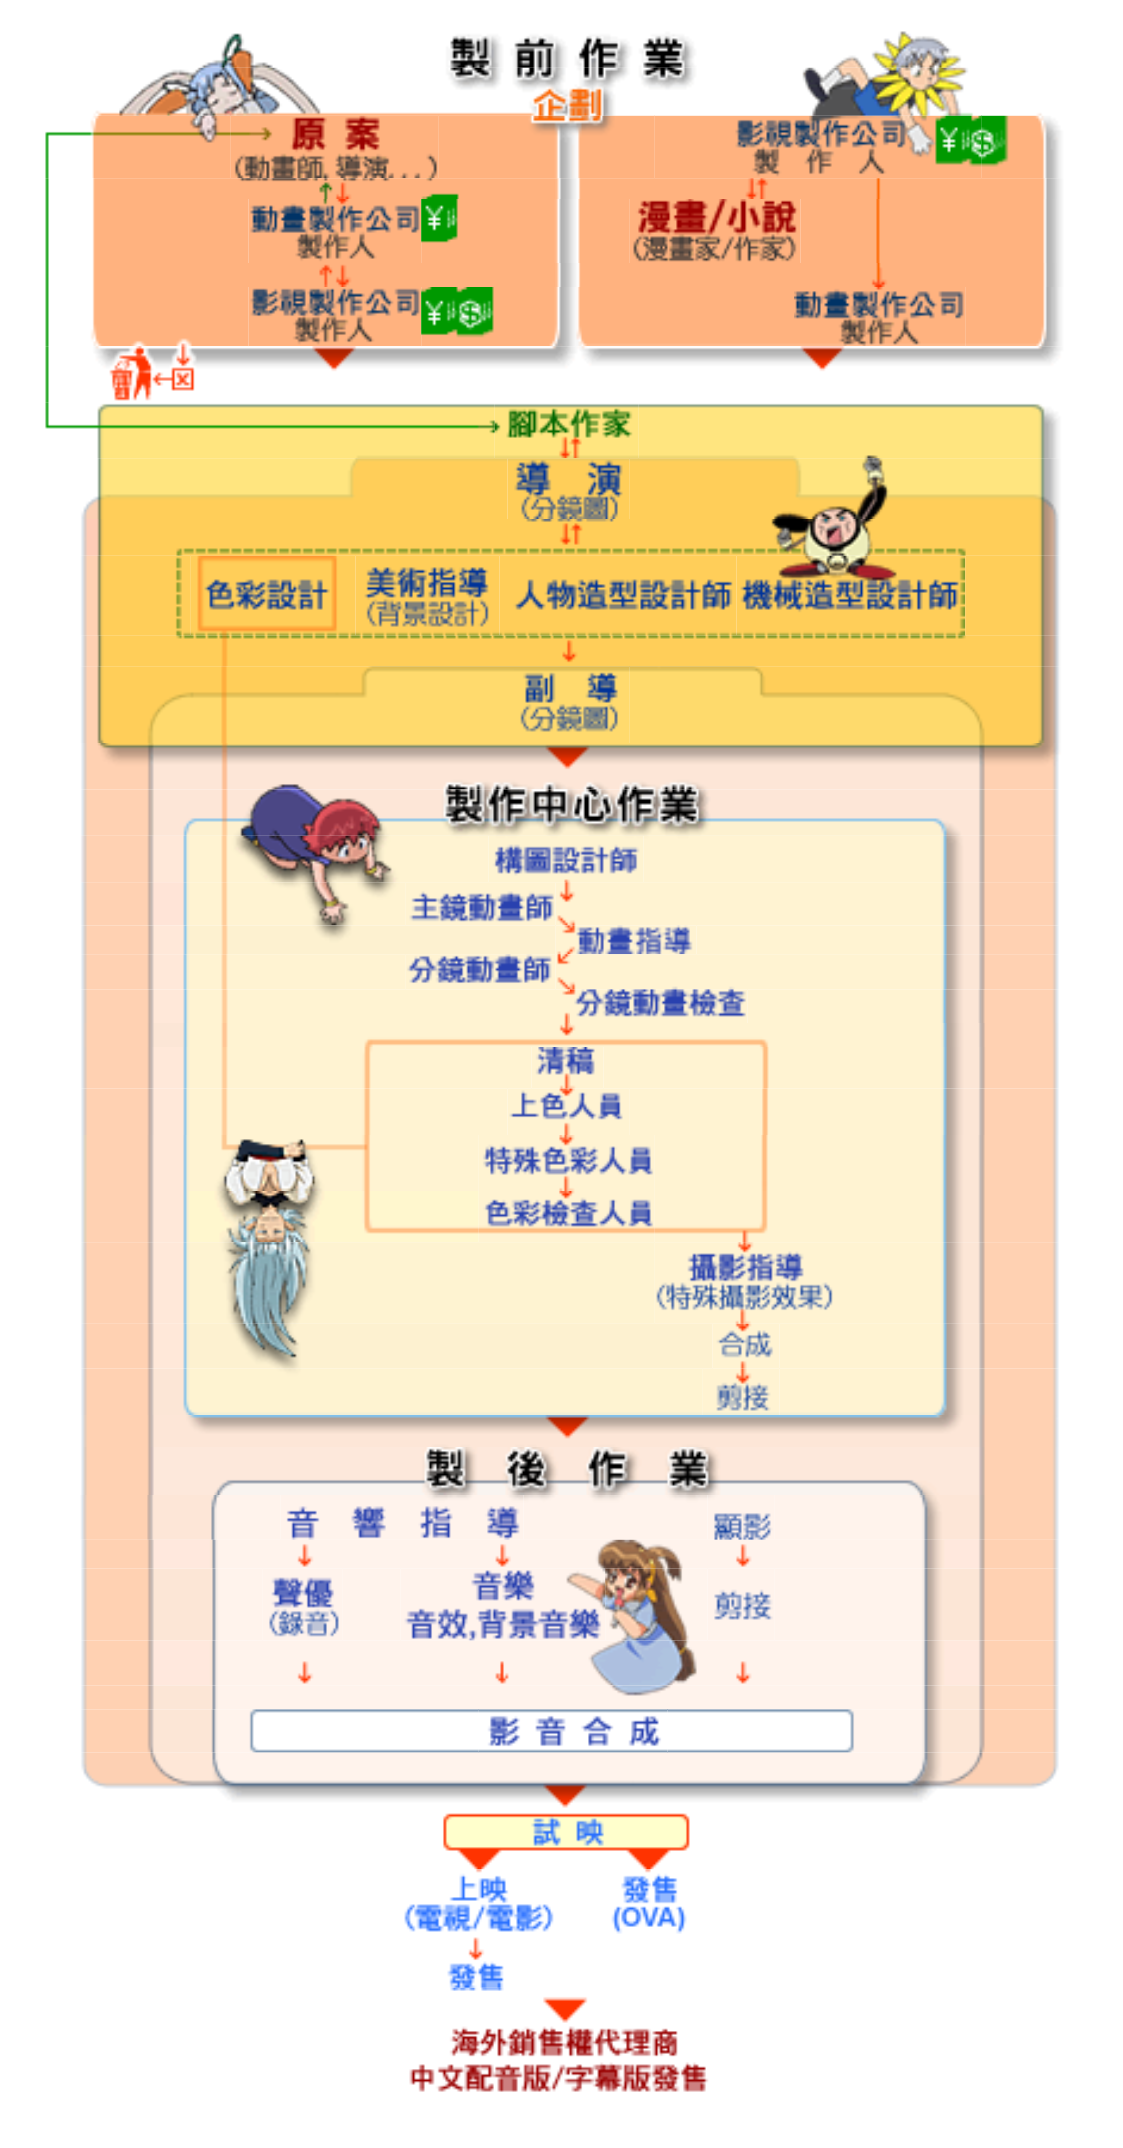 製前作業
企劃
原案
(動畫師,導演...)
動畫製作公司
製作人
影視製作公司
製作人
影視製作公司
製作人
漫畫/小說
(漫畫家/作家)
動畫製作公司
製作人
腳本作家
導演
(分鏡圖)
色彩設計
美術指導
(背景設計)
人物造型設計師
機械造型設計師
副導
(分鏡圖)
製作中心作業
構圖設計師
主鏡動畫師
動畫指導
分鏡動畫師
分鏡動畫檢查
清稿
上色人員
特殊色彩人員
色彩檢查人員
攝影指導
(特殊攝影效果)
合成
剪接
製後作業
音響指導
顯影
聲優
(錄音)
音樂
音效,背景音樂
剪接
影音合成
試映
上映
(電視/電影)
發售
(OVA)
發售
海外銷售權代理商
中文配音版/字幕版發售